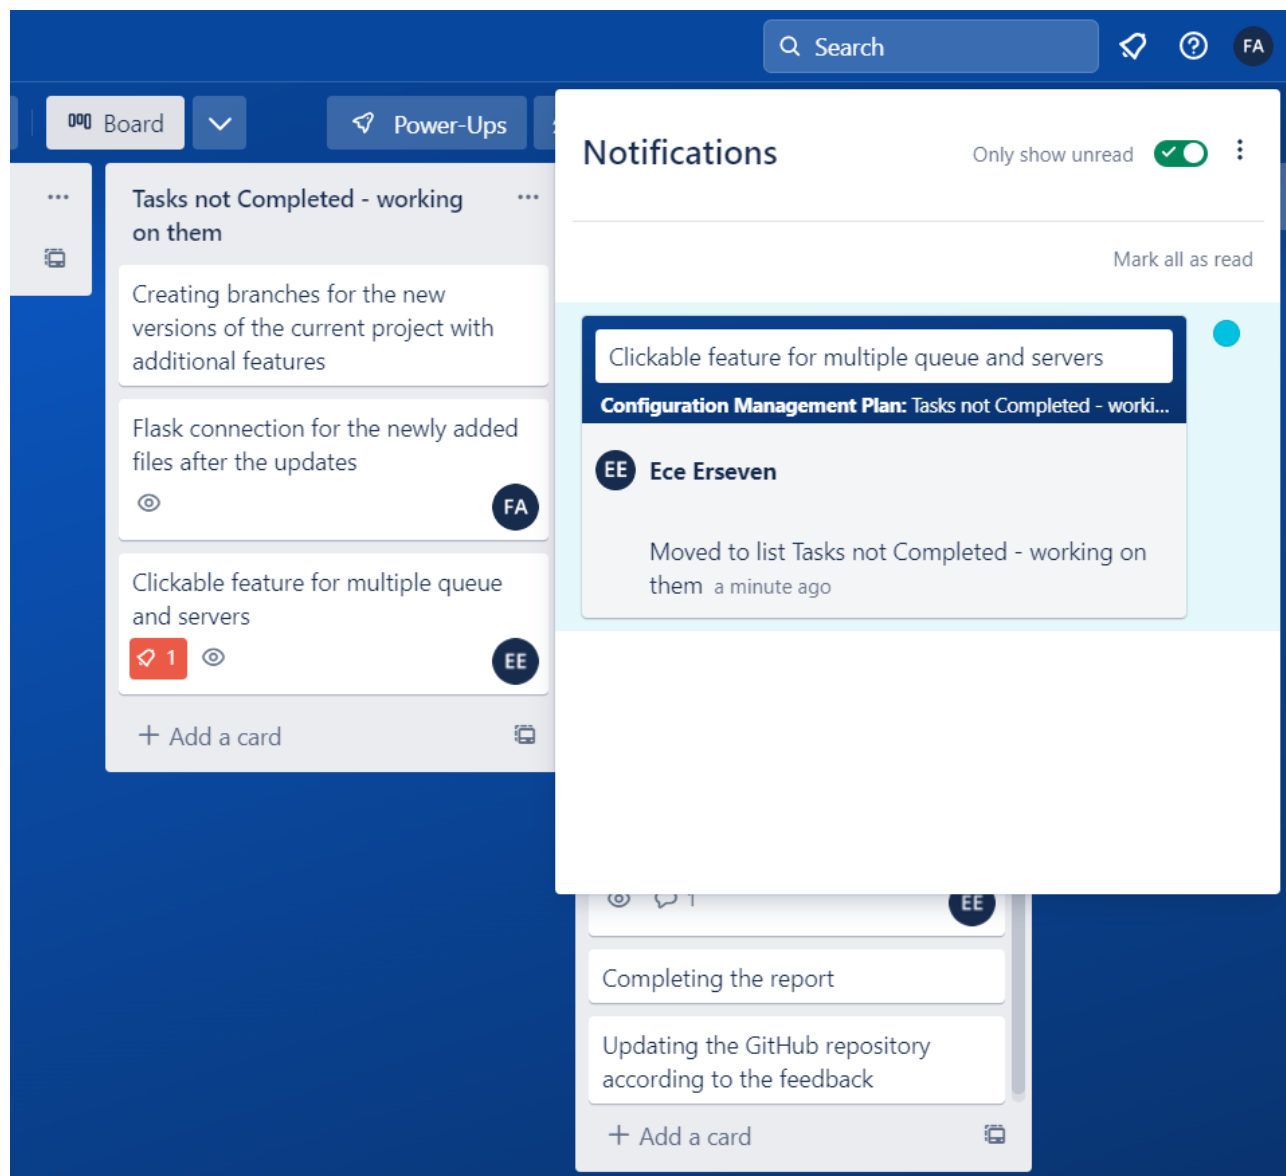 Search
FA
Board
Power-Ups
Tasks not Completed - working
on them
Creating branches for the new
versions of the current project with
additional features
Flask connection for the newly added
files after the updates
FA
Clickable feature for multiple queue
and servers
1
EE
Add a card
Notifications
Only show unread
Mark all as read
Clickable feature for multiple queue and servers
Configuration Management Plan: Tasks not Completed - worki...
EE
Ece Erseven
Moved to list Tasks not Completed - working on
them a minute ago
1
EE
Completing the report
Updating the GitHub repository
according to the feedback
Add a card